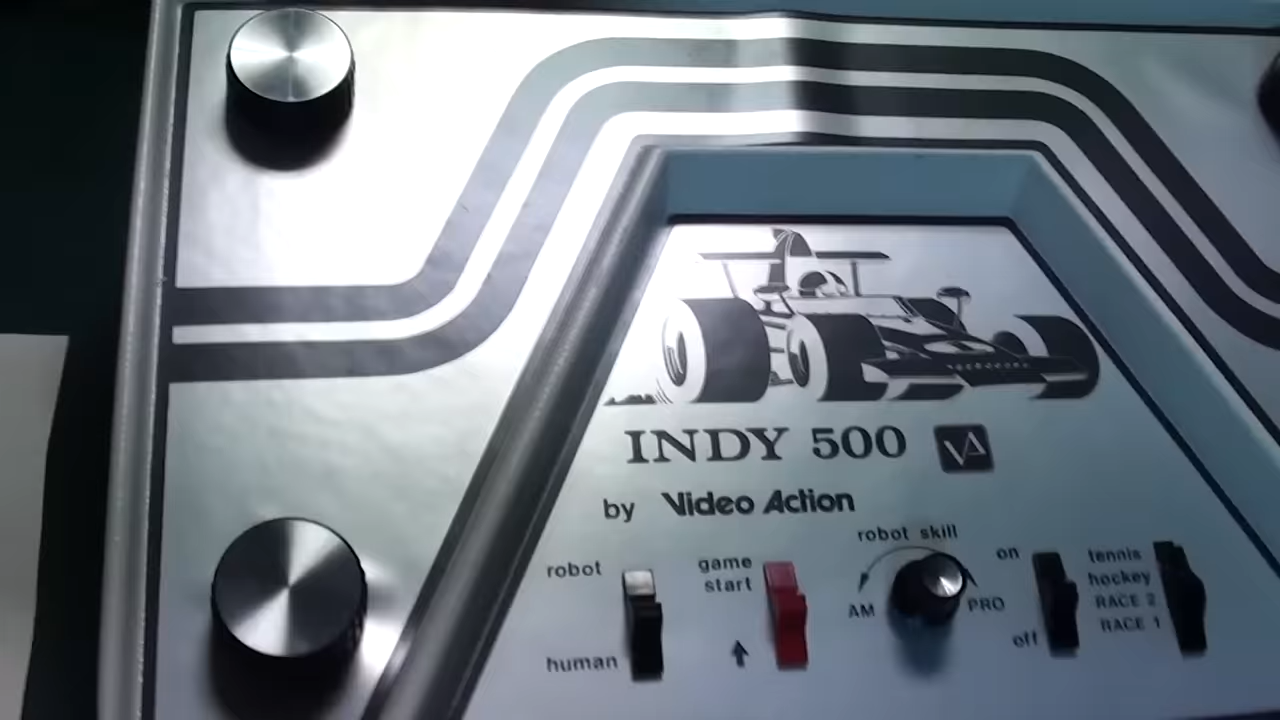 INDY 500 VA
by Video Action
robot skill
robot
game
start
on
tennis
hockey
RACE 2
RACE 1
AM
PRO
human
off